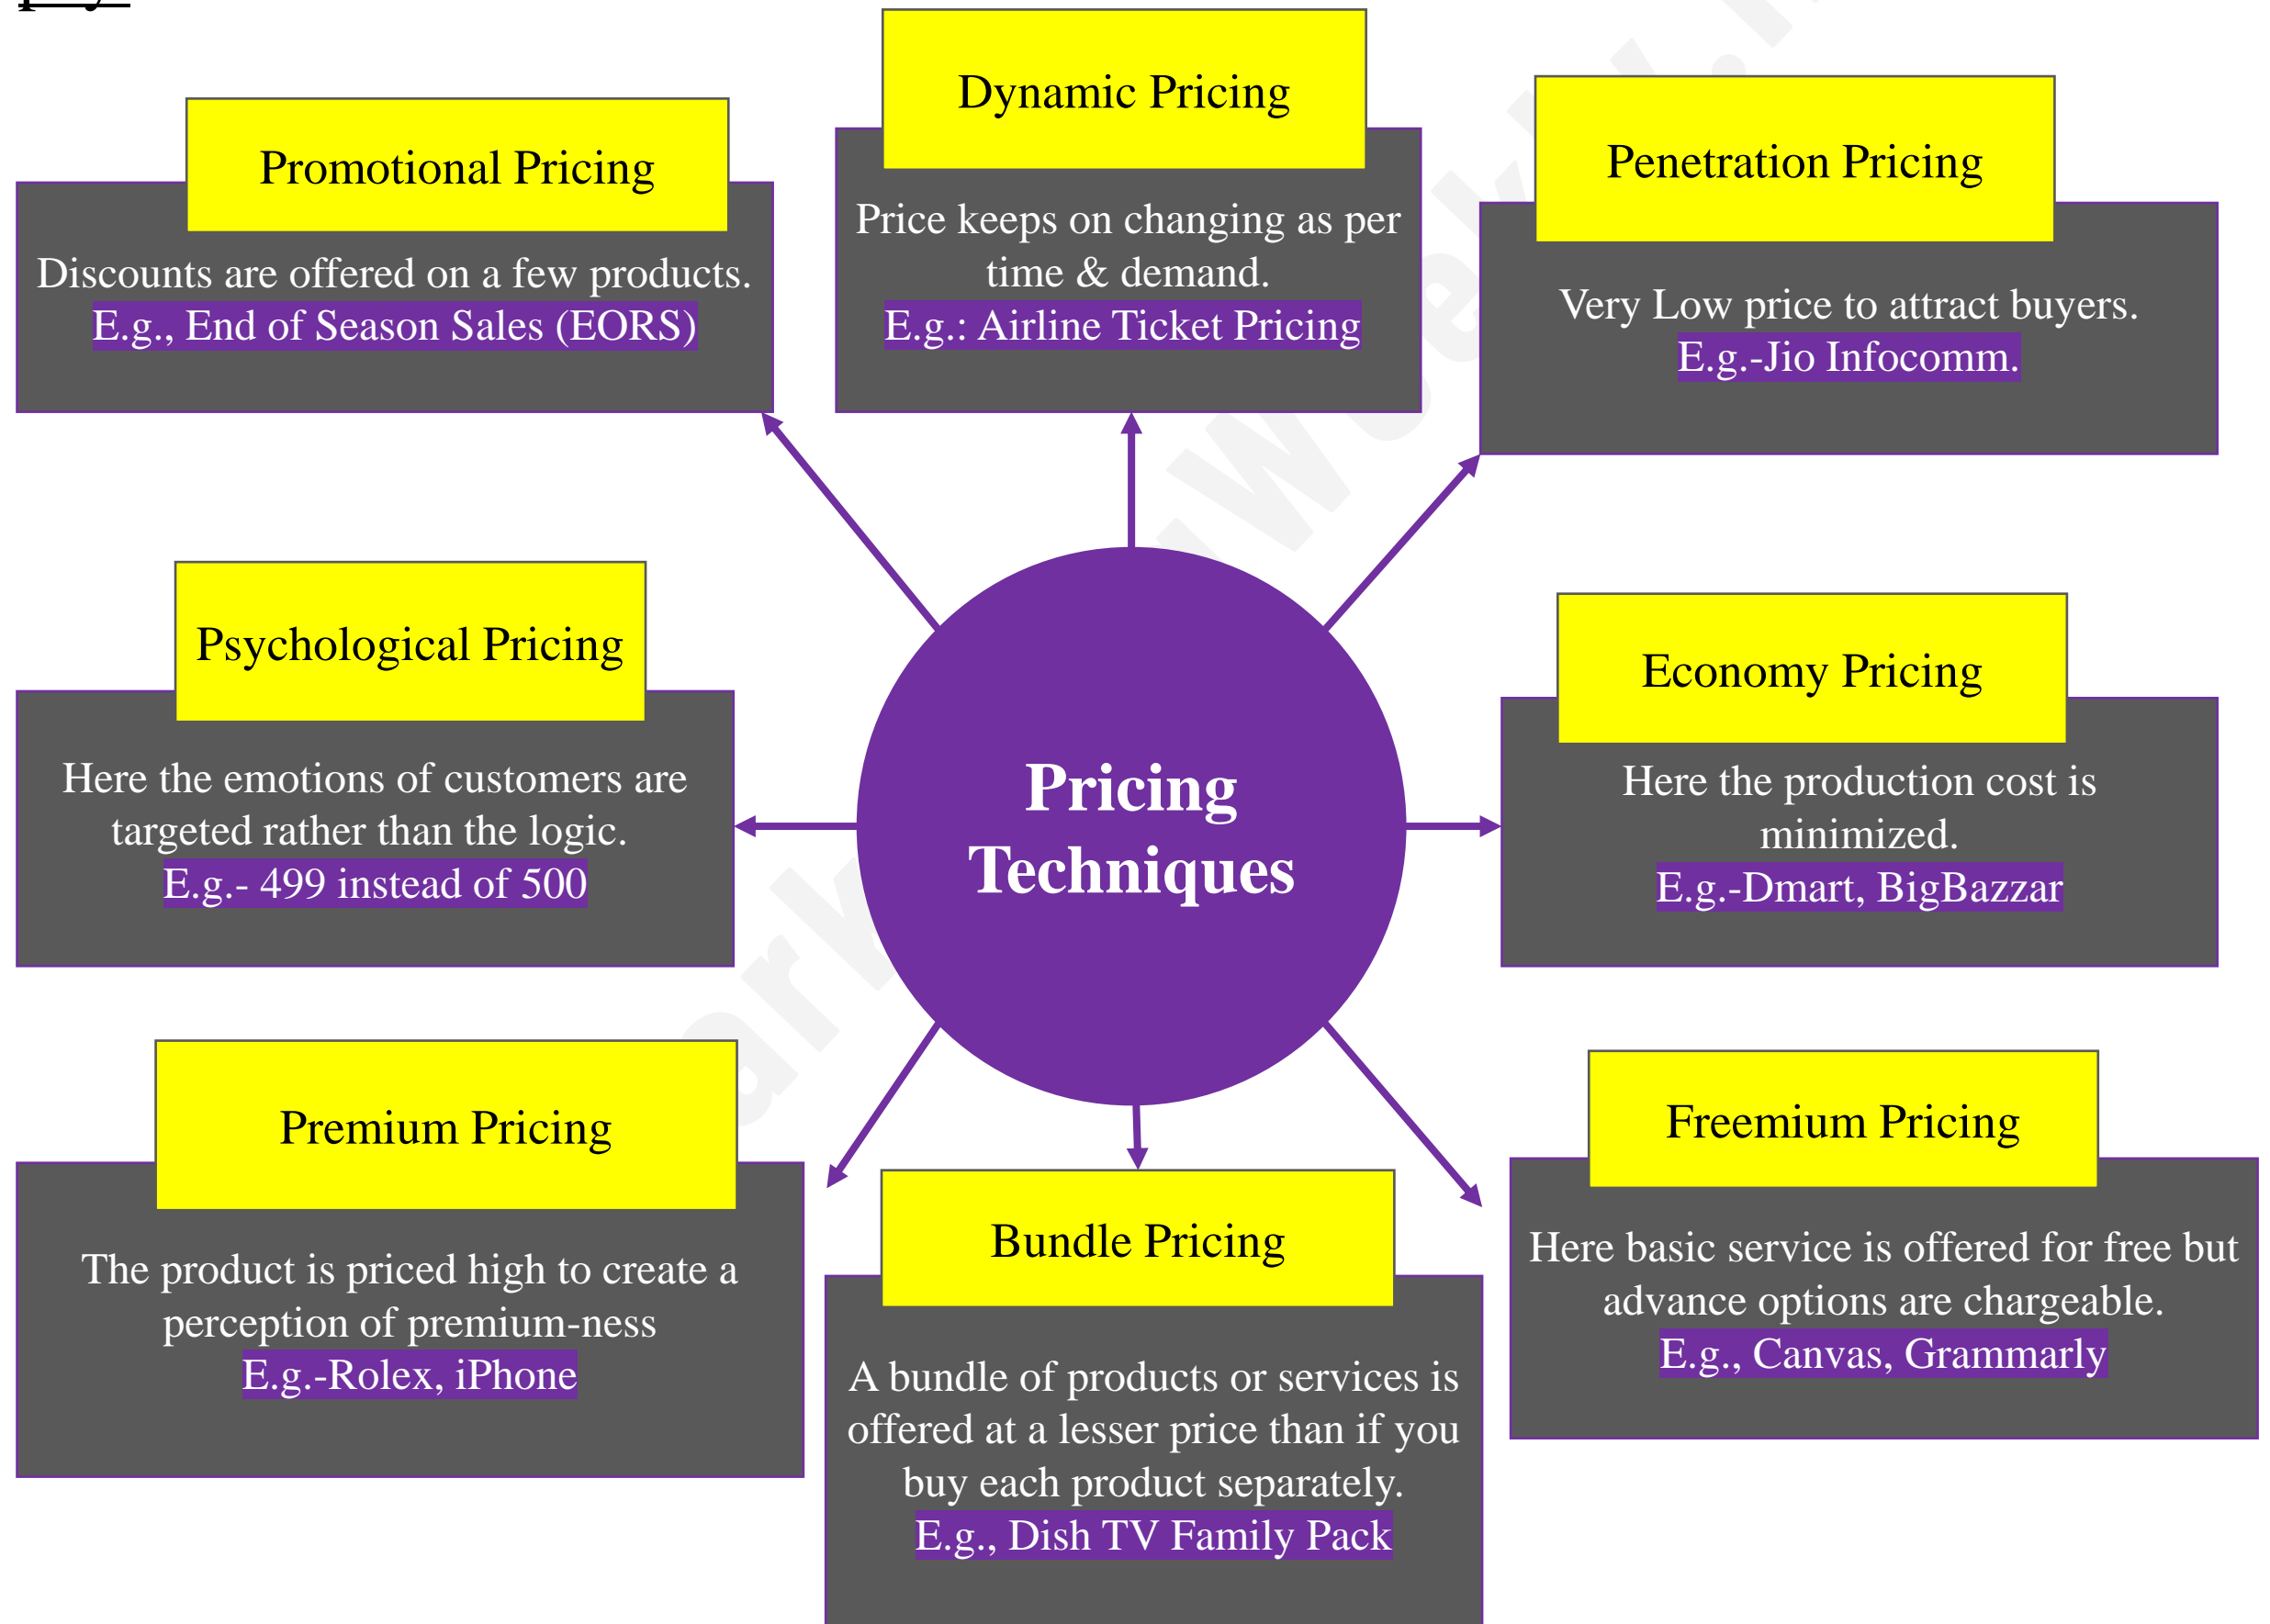 Dynamic Pricing
Price keeps on changing as per
time & demand.
E.g.: Airline Ticket Pricing
Promotional Pricing
Discounts are offered on a few products.
E.g., End of Season Sales (EORS)
Penetration Pricing
Very Low price to attract buyers.
E.g.-Jio Infocomm.
Psychological Pricing
Here the emotions of customers are
targeted rather than the logic.
E.g.- 499 instead of 500
Pricing
Techniques
Economy Pricing
Here the production cost is
minimized.
E.g.-Dmart, BigBazzar
Premium Pricing
The product is priced high to create a
perception of premium-ness
E.g.-Rolex, iPhone
Bundle Pricing
A bundle of products or services is
offered at a lesser price than if you
buy each product separately.
E.g., Dish TV Family Pack
Freemium Pricing
Here basic service is offered for free but
advance options are chargeable.
E.g., Canvas, Grammarly